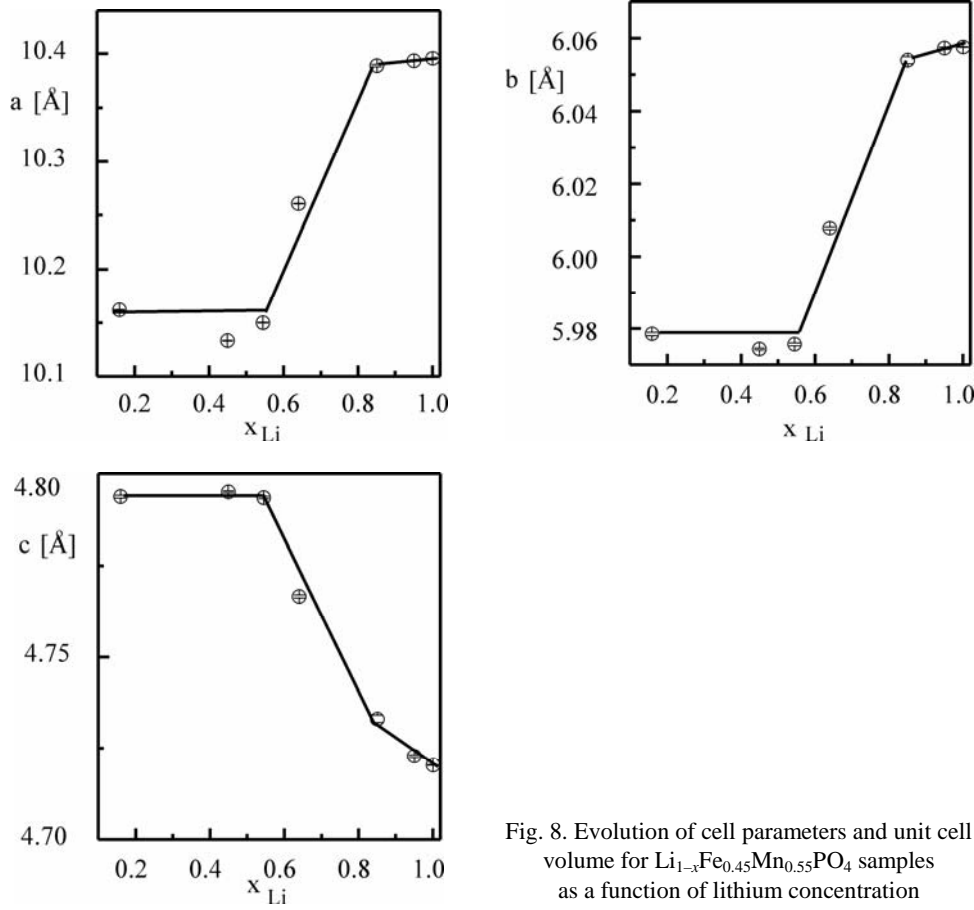 10.4
a [Å]
10.3
10.2
10.1
0.2 0.4 0.6 0.8 1.0
x Li
6.06
b [Å]
6.04
6.02
6.00
5.98
0.2 0.4 0.6 0.8 1.0
x Li
4.80
c [Å]
4.75
4.70
0.2 0.4 0.6 0.8 1.0
x Li
Fig. 8. Evolution of cell parameters and unit cell
volume for Li1–xFe0.45Mn0.55PO4 samples
as a function of lithium concentration